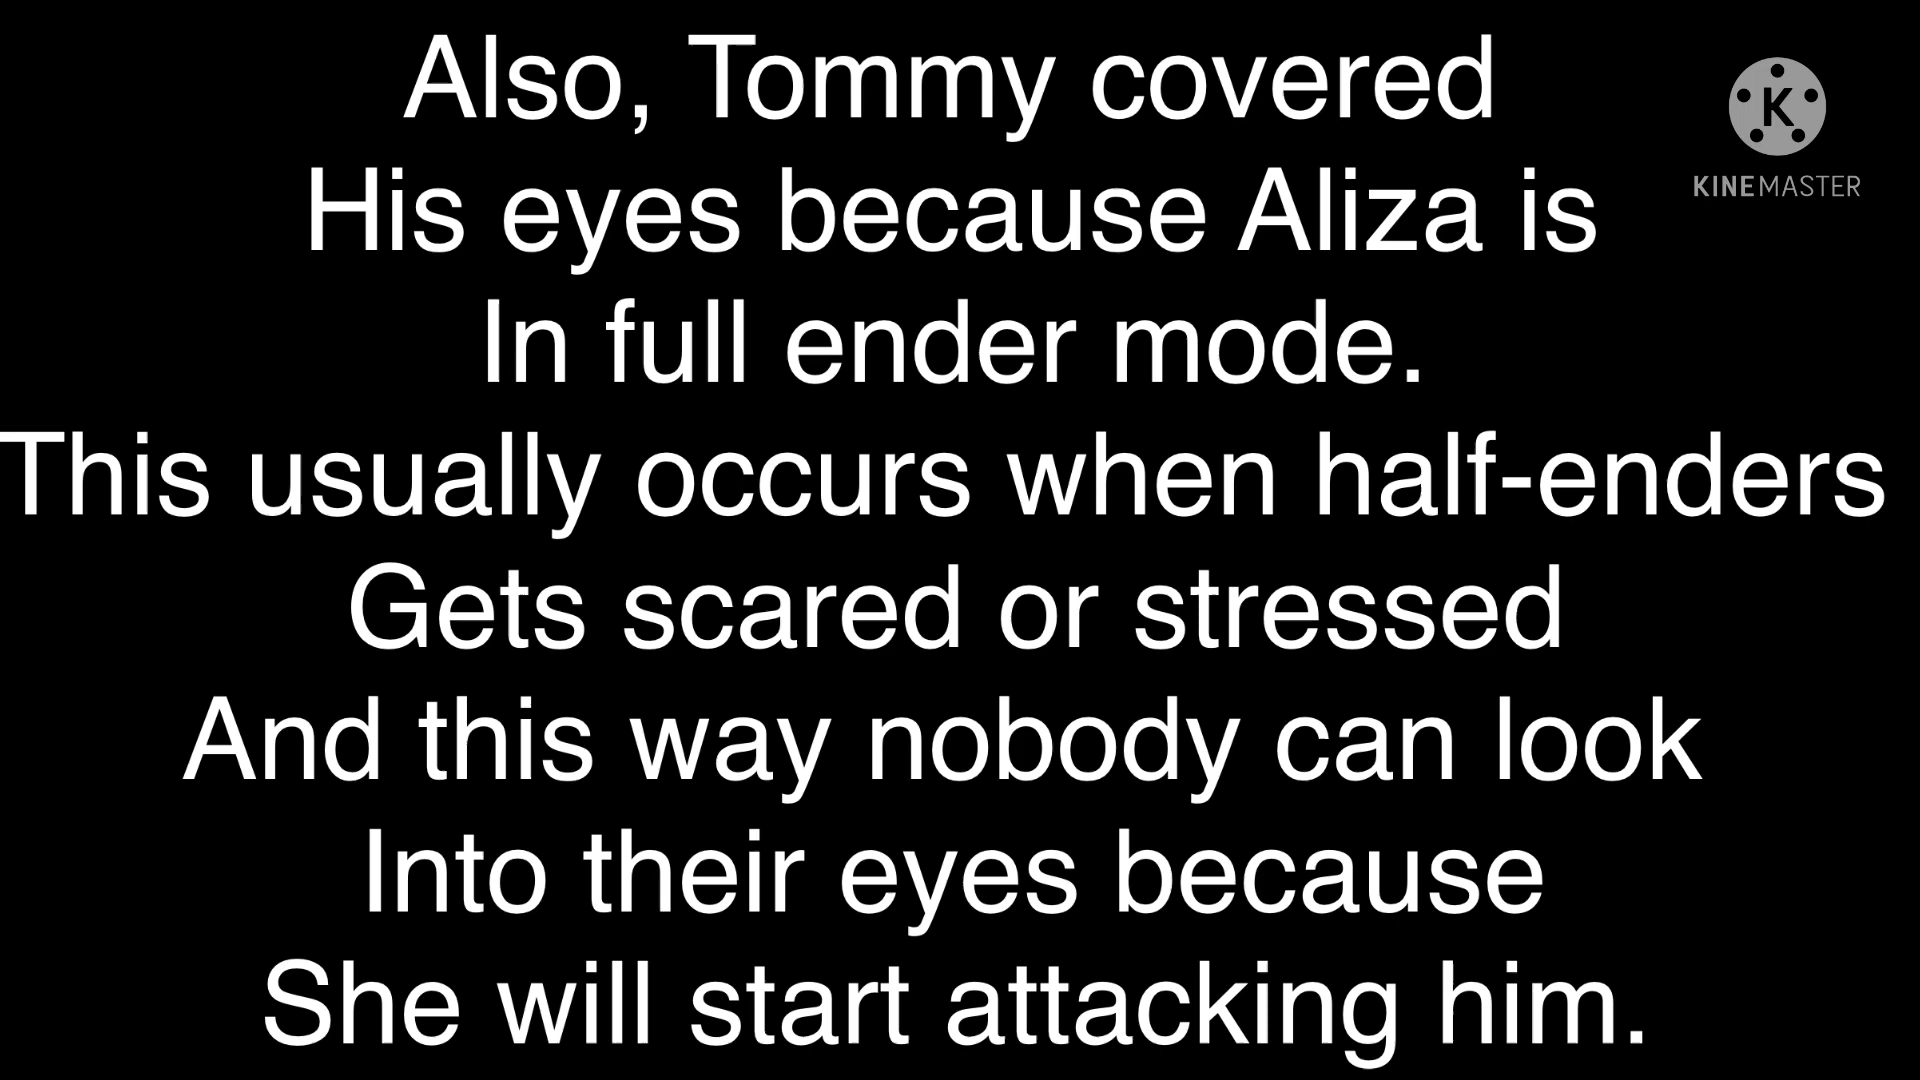 Also, Tommy covered
His eyes because Aliza is
In full ender mode.
This usually occurs when half-enders
Gets scared or stressed
And this way nobody can look
Into their eyes because
She will start attacking him.
K
KINEMASTER